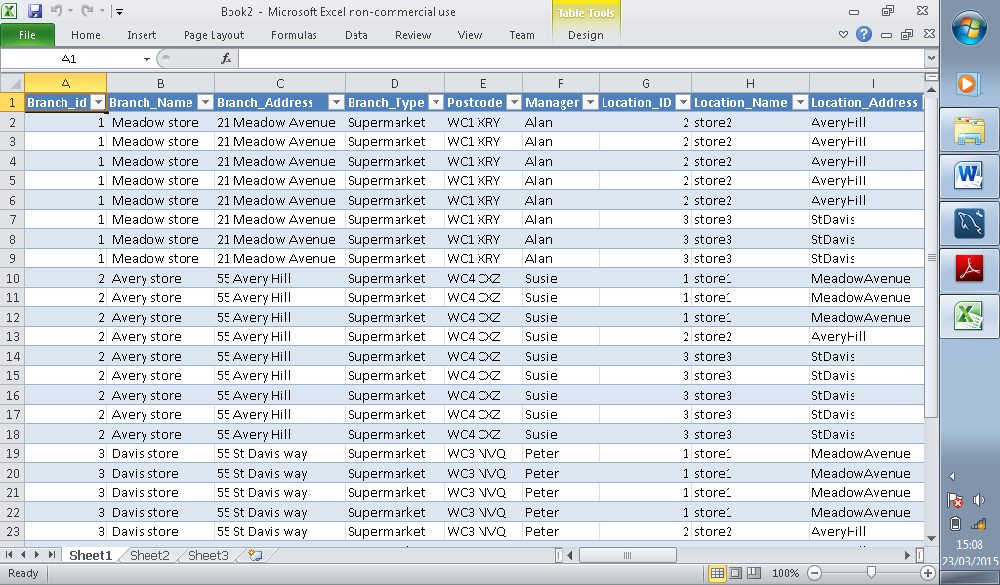 Book2 - Microsoft Excel non-commercial use
Table Tools
File Home Insert Page Layout Formulas Data Review View Team Design
A1 fx
A B C D E F G H I
1 Branch_id Branch_Name Branch_Address Branch_Type Postcode Manager Location_ID Location_Name Location_Address
2 1 Meadow store 21 Meadow Avenue Supermarket WC1 XRY Alan 2 store2 AveryHill
3 1 Meadow store 21 Meadow Avenue Supermarket WC1 XRY Alan 2 store2 AveryHill
4 1 Meadow store 21 Meadow Avenue Supermarket WC1 XRY Alan 2 store2 AveryHill
5 1 Meadow store 21 Meadow Avenue Supermarket WC1 XRY Alan 2 store2 AveryHill
6 1 Meadow store 21 Meadow Avenue Supermarket WC1 XRY Alan 2 store2 AveryHill
7 1 Meadow store 21 Meadow Avenue Supermarket WC1 XRY Alan 3 store3 StDavis
8 1 Meadow store 21 Meadow Avenue Supermarket WC1 XRY Alan 3 store3 StDavis
9 1 Meadow store 21 Meadow Avenue Supermarket WC1 XRY Alan 3 store3 StDavis
10 2 Avery store 55 Avery Hill Supermarket WC4 CXZ Susie 1 store1 MeadowAvenue
11 2 Avery store 55 Avery Hill Supermarket WC4 CXZ Susie 1 store1 MeadowAvenue
12 2 Avery store 55 Avery Hill Supermarket WC4 CXZ Susie 1 store1 MeadowAvenue
13 2 Avery store 55 Avery Hill Supermarket WC4 CXZ Susie 2 store2 AveryHill
14 2 Avery store 55 Avery Hill Supermarket WC4 CXZ Susie 3 store3 StDavis
15 2 Avery store 55 Avery Hill Supermarket WC4 CXZ Susie 3 store3 StDavis
16 2 Avery store 55 Avery Hill Supermarket WC4 CXZ Susie 3 store3 StDavis
17 2 Avery store 55 Avery Hill Supermarket WC4 CXZ Susie 3 store3 StDavis
18 2 Avery store 55 Avery Hill Supermarket WC4 CXZ Susie 3 store3 StDavis
19 3 Davis store 55 St Davis way Supermarket WC3 NVQ Peter 1 store1 MeadowAvenue
20 3 Davis store 55 St Davis way Supermarket WC3 NVQ Peter 1 store1 MeadowAvenue
21 3 Davis store 55 St Davis way Supermarket WC3 NVQ Peter 1 store1 MeadowAvenue
22 3 Davis store 55 St Davis way Supermarket WC3 NVQ Peter 1 store1 MeadowAvenue
23 3 Davis store 55 St Davis way Supermarket WC3 NVQ Peter 2 store2 AveryHill
Sheet1 Sheet2 Sheet3
Ready 100%
15:08
23/03/2015